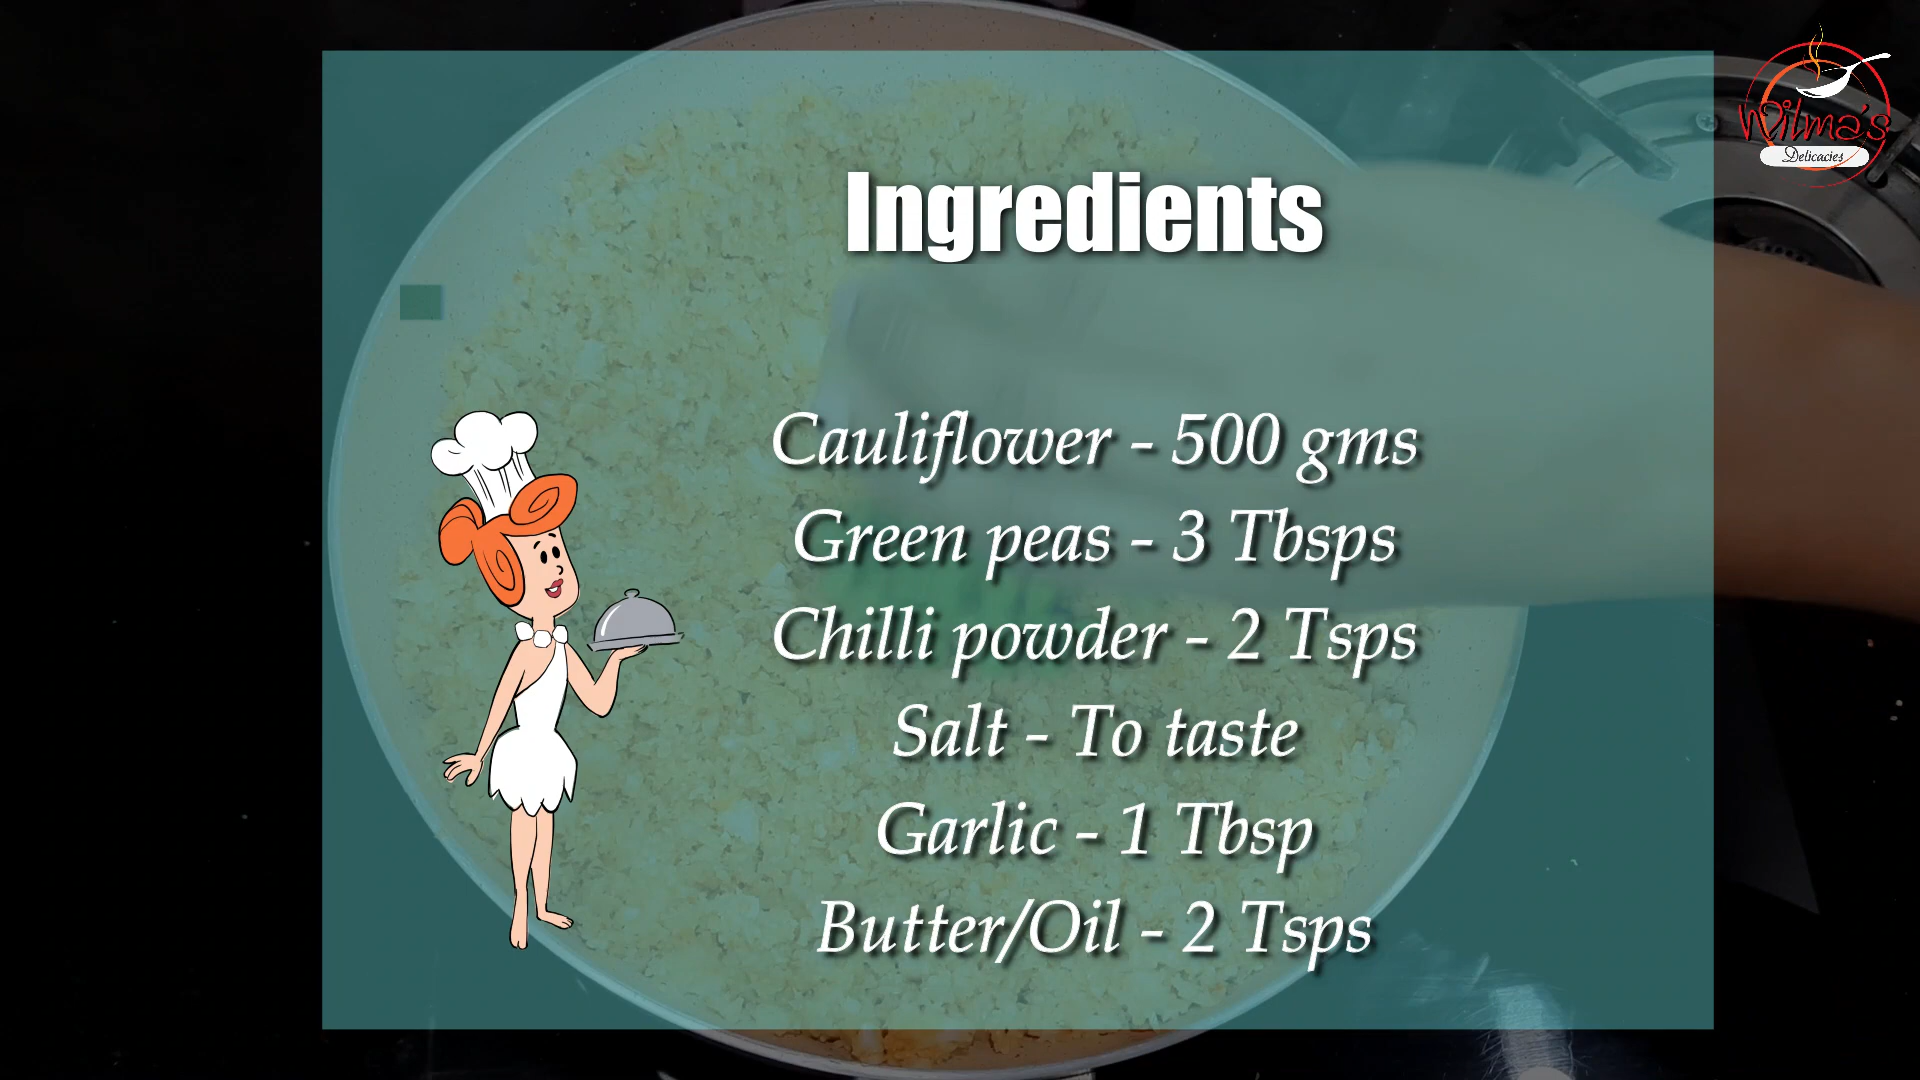 Wilma's
Delicacies
Ingredients
Cauliflower - 500 gms
Green peas - 3 Tbsps
Chilli powder - 2 Tsps
Salt - To taste
Garlic - 1 Tbsp
Butter/Oil - 2 Tsps